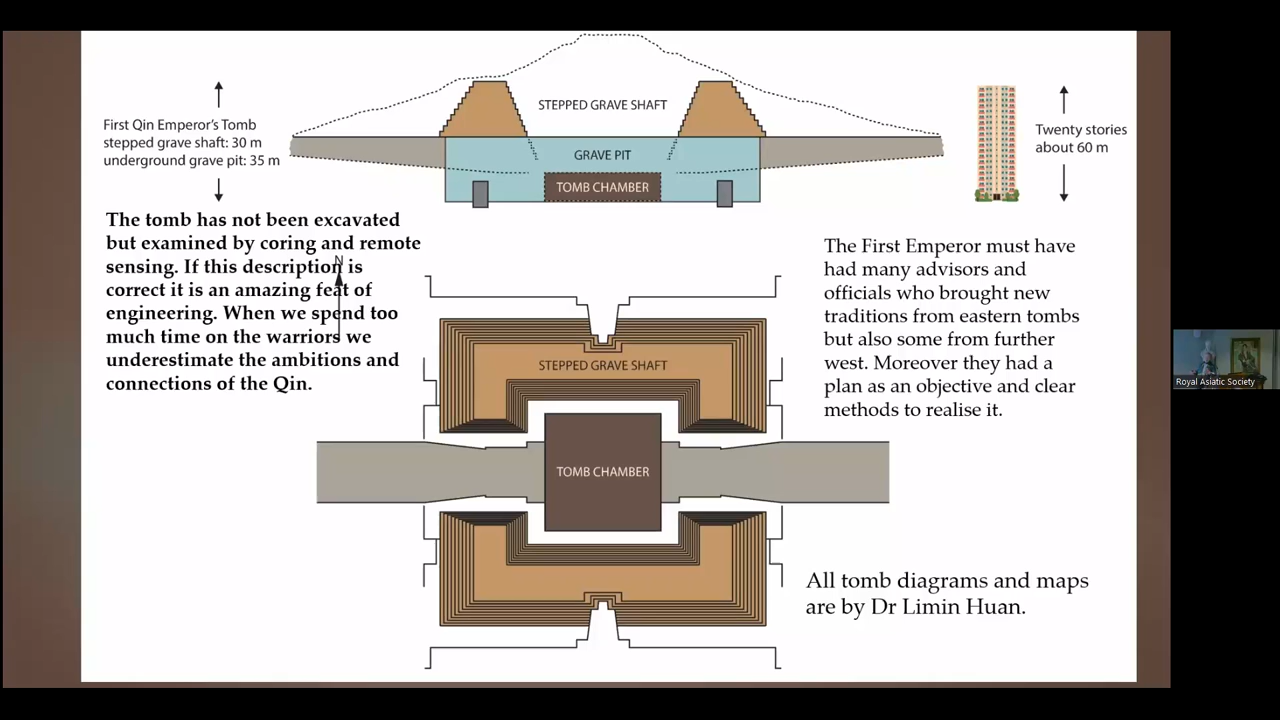 First Qin Emperor's Tomb
stepped grave shaft: 30 m
underground grave pit: 35 m
STEPPED GRAVE SHAFT
GRAVE PIT
TOMB CHAMBER
Twenty stories
about 60 m
The tomb has not been excavated
but examined by coring and remote
sensing. If this description is
correct it is an amazing feat of
engineering. When we spend too
much time on the warriors we
underestimate the ambitions and
connections of the Qin.
N
STEPPED GRAVE SHAFT
TOMB CHAMBER
The First Emperor must have
had many advisors and
officials who brought new
traditions from eastern tombs
but also some from further
west. Moreover they had a
plan as an objective and clear
methods to realise it.
All tomb diagrams and maps
are by Dr Limin Huan.
Royal Asiatic Society